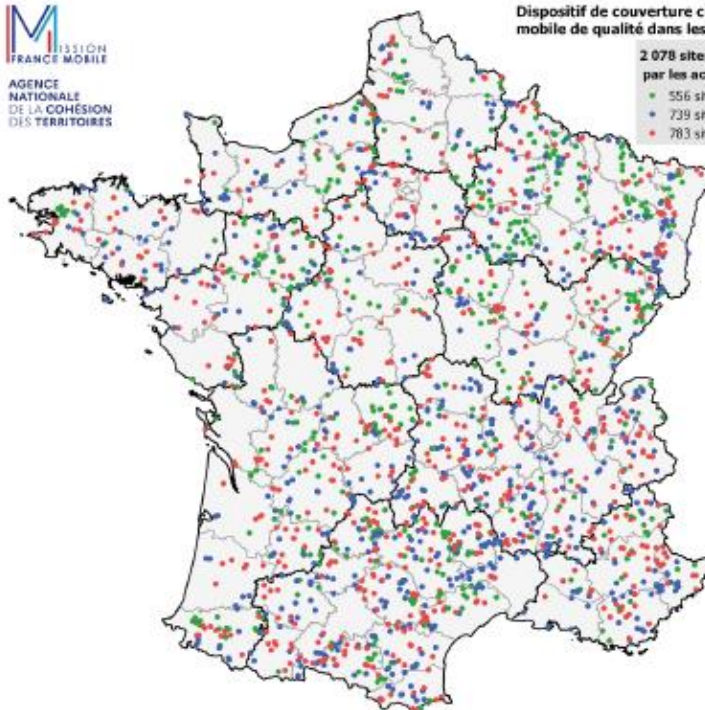 MISSION
FRANCE MOBILE
AGENCE
NATIONALE
DE LA COHÉSION
DES TERRITOIRES
Dispositif de couverture c
mobile de qualité dans les
2 078 site
par les ac
556 si
739 si
783 si